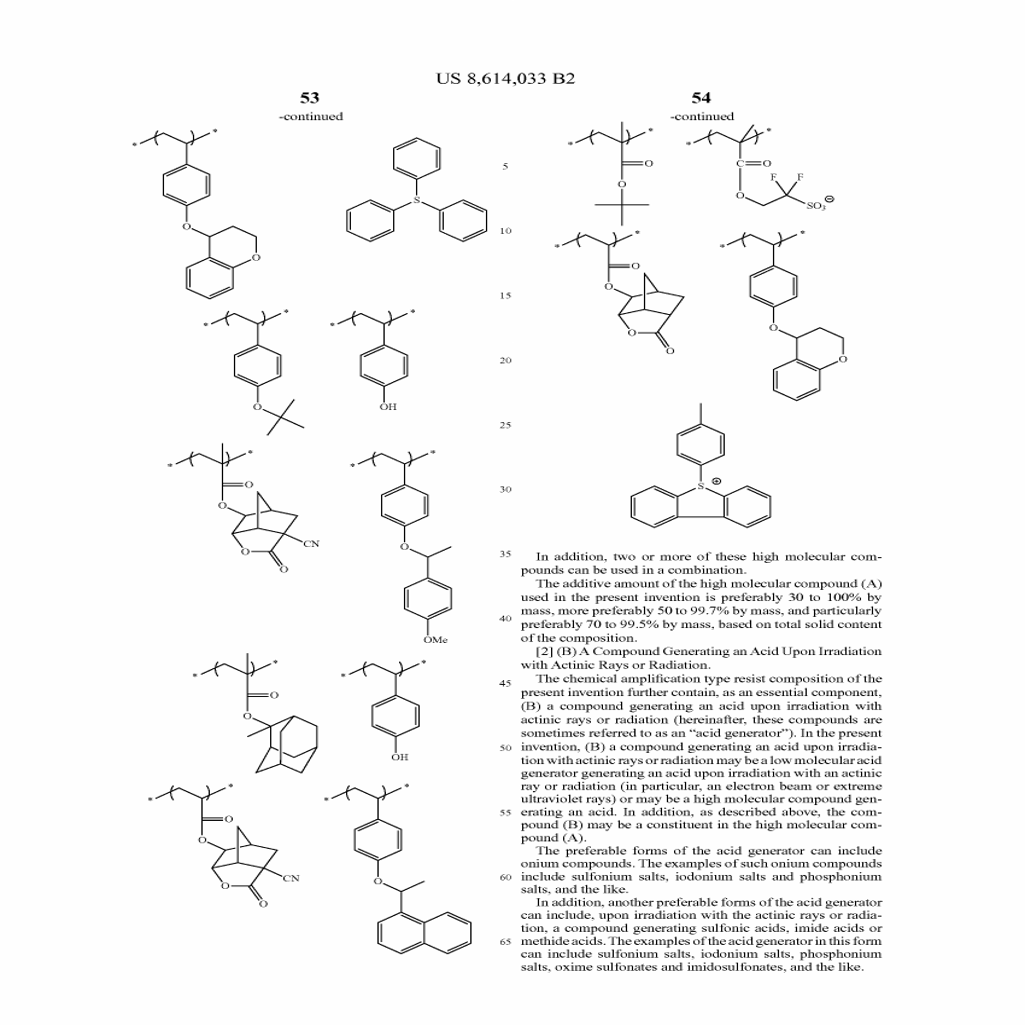 US 8,614,033 B2
53
-continued
54
-continued
5
10
15
20
25
30
35
40
45
50
55
60
65
O
O
S
O
OH
O
O
O
O
CN
O
OMe
O
O
OH
O
O
O
O
CN
O
O
O
C
O
O
F
F
SO3⊖
O
O
O
O
O
O
S
⊕
In addition, two or more of these high molecular com-
pounds can be used in a combination.
The additive amount of the high molecular compound (A)
used in the present invention is preferably 30 to 100% by
mass, more preferably 50 to 99.7% by mass, and particularly
preferably 70 to 99.5% by mass, based on total solid content
of the composition.
[2] (B) A Compound Generating an Acid Upon Irradiation
with Actinic Rays or Radiation.
The chemical amplification type resist composition of the
present invention further contain, as an essential component,
(B) a compound generating an acid upon irradiation with
actinic rays or radiation (hereinafter, these compounds are
sometimes referred to as an “acid generator”). In the present
invention, (B) a compound generating an acid upon irradia-
tion with actinic rays or radiation may be a low molecular acid
generator generating an acid upon irradiation with an actinic
ray or radiation (in particular, an electron beam or extreme
ultraviolet rays) or may be a high molecular compound gen-
erating an acid. In addition, as described above, the com-
pound (B) may be a constituent in the high molecular com-
pound (A).
The preferable forms of the acid generator can include
onium compounds. The examples of such onium compounds
include sulfonium salts, iodonium salts and phosphonium
salts, and the like.
In addition, another preferable forms of the acid generator
can include, upon irradiation with the actinic rays or radia-
tion, a compound generating sulfonic acids, imide acids or
methide acids. The examples of the acid generator in this form
can include sulfonium salts, iodonium salts, phosphonium
salts, oxime sulfonates and imidosulfonates, and the like.